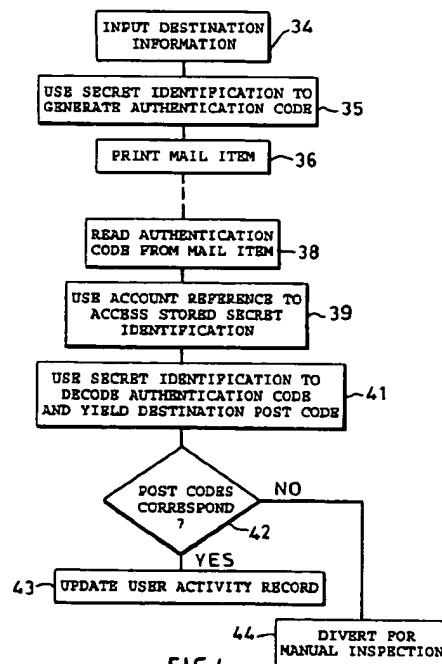 INPUT DESTINATION
INFORMATION
34
USE SECRET IDENTIFICATION TO
GENERATE AUTHENTICATION CODE
35
PRINT MAIL ITEM
36
READ AUTHENTICATION
CODE FROM MAIL ITEM
38
USE ACCOUNT REFERENCE TO
ACCESS STORED SECRET
IDENTIFICATION
39
USE SECRET IDENTIFICATION TO
DECODE AUTHENTICATION CODE
AND YIELD DESTINATION POST CODE
41
POST CODES
CORRESPOND
?
42
NO
YES
43
UPDATE USER ACTIVITY RECORD
44
DIVERT FOR
MANUAL INSPECTION